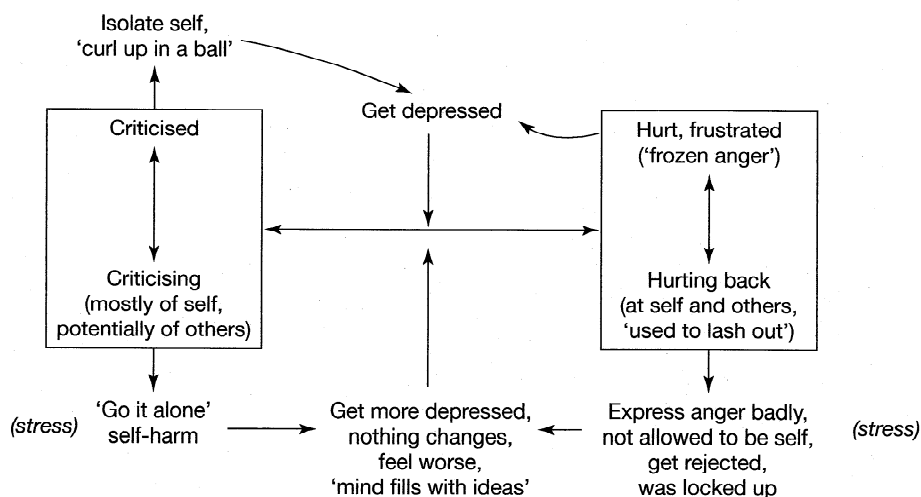 Isolate self,
‘curl up in a ball’
Get depressed
Criticised
Hurt, frustrated
(‘frozen anger’)
Criticising
(mostly of self,
potentially of others)
Hurting back
(at self and others,
‘used to lash out’)
(stress)
‘Go it alone’
self-harm
Get more depressed,
nothing changes,
feel worse,
‘mind fills with ideas’
Express anger badly,
not allowed to be self,
get rejected,
was locked up
(stress)